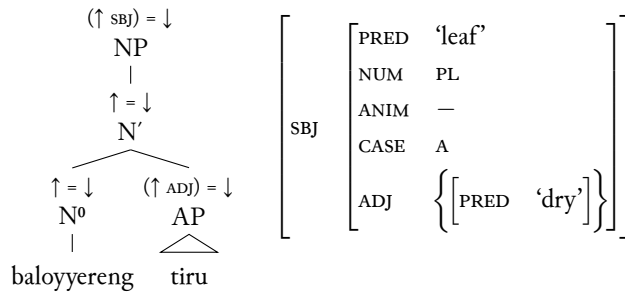 (↑ SBJ) = ↓
NP
↑ = ↓
N′
↑ = ↓ (↑ ADJ) = ↓
N⁰ AP
baloyyereng tiru
SBJ
PRED ‘leaf’
NUM PL
ANIM —
CASE A
ADJ {[PRED ‘dry’]}